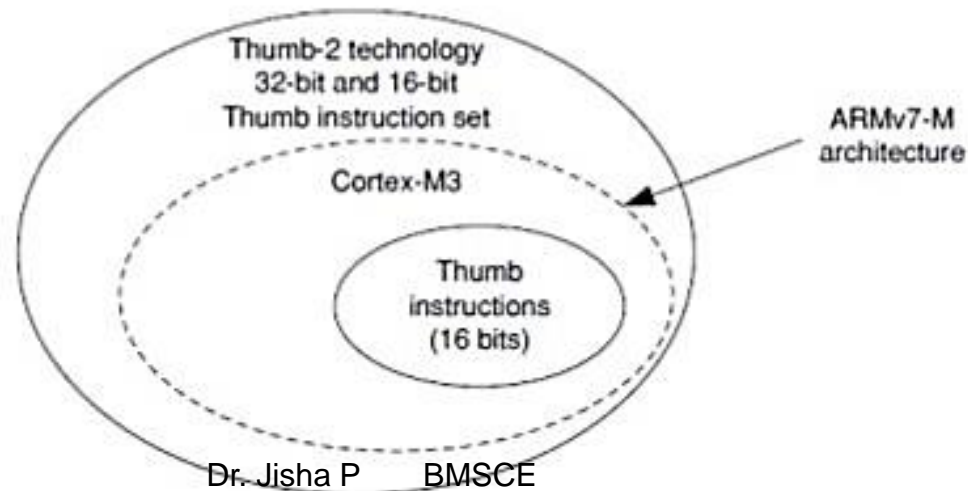 Thumb-2 technology
32-bit and 16-bit
Thumb instruction set
ARMv7-M
architecture
Cortex-M3
Thumb
instructions
(16 bits)
Dr. Jisha P BMSCE